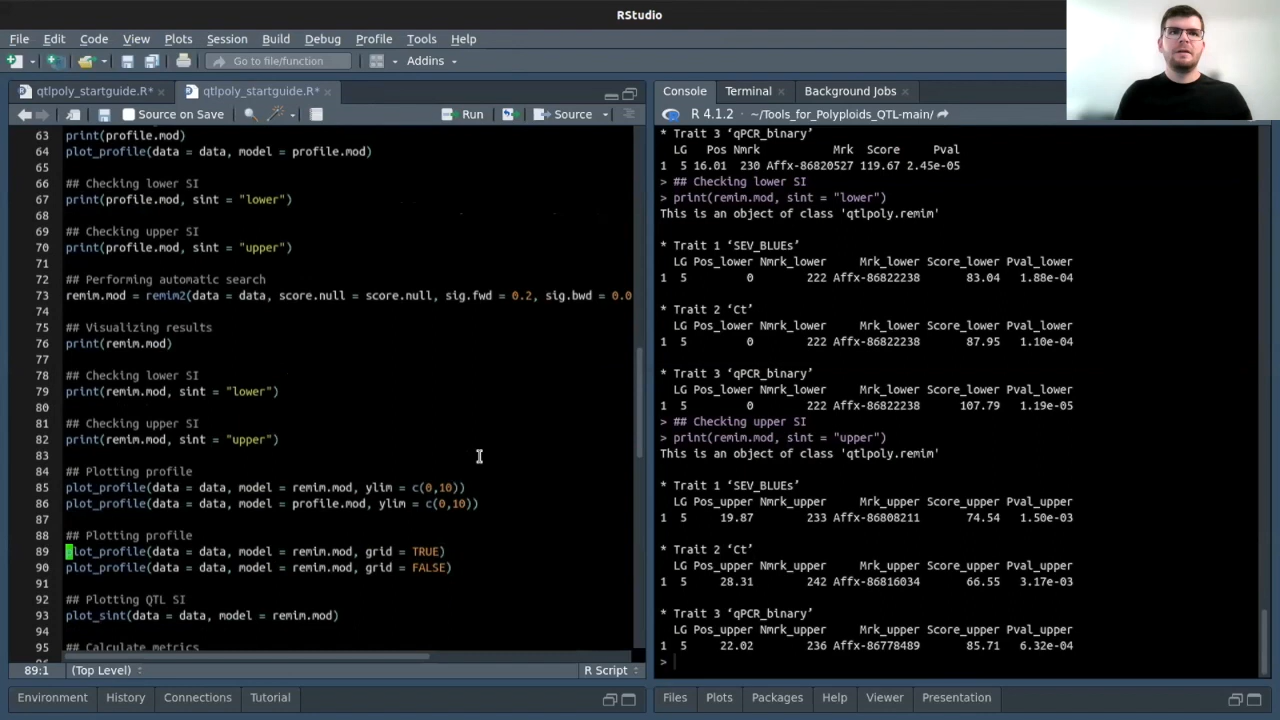 RStudio
File Edit Code View Plots Session Build Debug Profile Tools Help
Go to file/function Addins
qtlpoly_startguide.R* × qtlpoly_startguide.R* ×
Source on Save Run Source
63 print(profile.mod)
64 plot_profile(data = data, model = profile.mod)
65
66 ## Checking lower SI
67 print(profile.mod, sint = "lower")
68
69 ## Checking upper SI
70 print(profile.mod, sint = "upper")
71
72 ## Performing automatic search
73 remim.mod = remim2(data = data, score.null = score.null, sig.fwd = 0.2, sig.bwd = 0.0
74
75 ## Visualizing results
76 print(remim.mod)
77
78 ## Checking lower SI
79 print(remim.mod, sint = "lower")
80
81 ## Checking upper SI
82 print(remim.mod, sint = "upper")
83
84 ## Plotting profile
85 plot_profile(data = data, model = remim.mod, ylim = c(0,10))
86 plot_profile(data = data, model = profile.mod, ylim = c(0,10))
87
88 ## Plotting profile
89 plot_profile(data = data, model = remim.mod, grid = TRUE)
90 plot_profile(data = data, model = remim.mod, grid = FALSE)
91
92 ## Plotting QTL SI
93 plot_sint(data = data, model = remim.mod)
94
95 ## Calculate metrics
89:1 (Top Level) R Script
Environment History Connections Tutorial
Console Terminal × Background Jobs ×
R 4.1.2 · ~/Tools_for_Polyploids_QTL-main/
* Trait 3 ‘qPCR_binary’
LG Pos Nmrk Mrk Score Pval
1 5 16.01 230 Affx-86820527 119.67 2.45e-05
> ## Checking lower SI
> print(remim.mod, sint = "lower")
This is an object of class 'qtlpoly.remim'
* Trait 1 ‘SEV_BLUEs’
LG Pos_lower Nmrk_lower Mrk_lower Score_lower Pval_lower
1 5 0 222 Affx-86822238 83.04 1.88e-04
* Trait 2 ‘Ct’
LG Pos_lower Nmrk_lower Mrk_lower Score_lower Pval_lower
1 5 0 222 Affx-86822238 87.95 1.10e-04
* Trait 3 ‘qPCR_binary’
LG Pos_lower Nmrk_lower Mrk_lower Score_lower Pval_lower
1 5 0 222 Affx-86822238 107.79 1.19e-05
> ## Checking upper SI
> print(remim.mod, sint = "upper")
This is an object of class 'qtlpoly.remim'
* Trait 1 ‘SEV_BLUEs’
LG Pos_upper Nmrk_upper Mrk_upper Score_upper Pval_upper
1 5 19.87 233 Affx-86808211 74.54 1.50e-03
* Trait 2 ‘Ct’
LG Pos_upper Nmrk_upper Mrk_upper Score_upper Pval_upper
1 5 28.31 242 Affx-86816034 66.55 3.17e-03
* Trait 3 ‘qPCR_binary’
LG Pos_upper Nmrk_upper Mrk_upper Score_upper Pval_upper
1 5 22.02 236 Affx-86778489 85.71 6.32e-04
>
Files Plots Packages Help Viewer Presentation